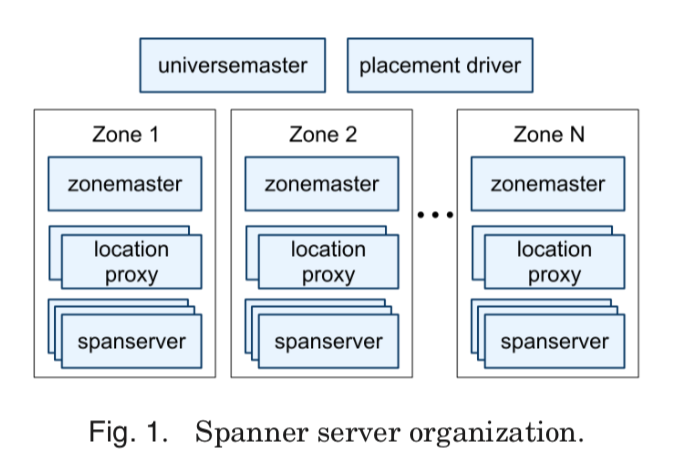 universemaster placement driver
Zone 1 Zone 2 Zone N
zonemaster zonemaster zonemaster
...
location location location
proxy proxy proxy
spanserver spanserver spanserver
Fig. 1. Spanner server organization.